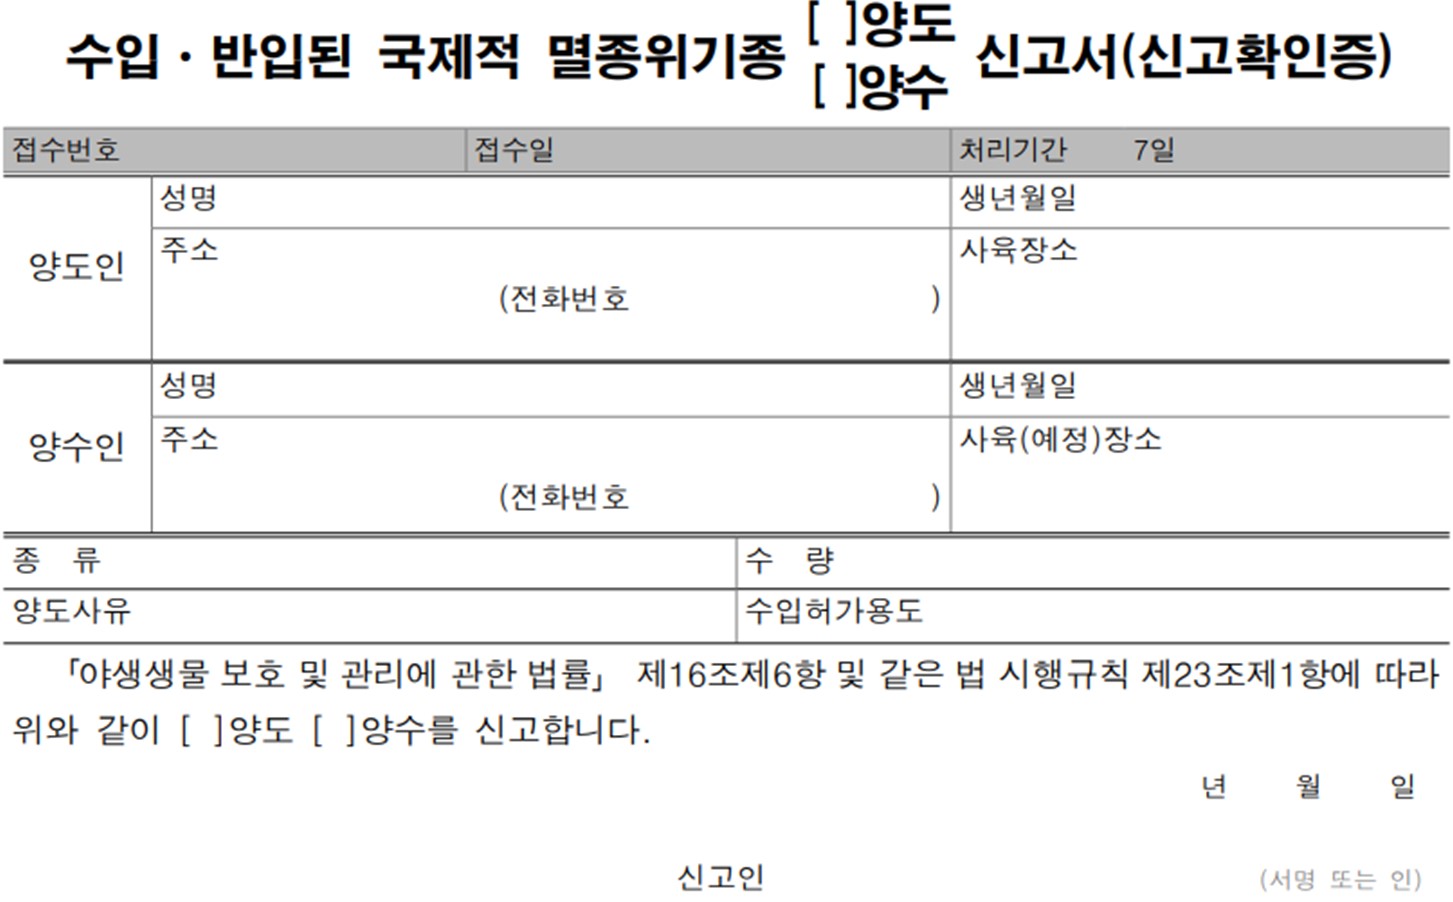 수입 · 반입된 국제적 멸종위기종 [ ]양도 신고서(신고확인증)
[ ]양수
접수번호 접수일 처리기간 7일
양도인
성명 생년월일
주소 사육장소
(전화번호 )
양수인
성명 생년월일
주소 사육(예정)장소
(전화번호 )
종 류 수 량
양도사유 수입허가용도
「야생생물 보호 및 관리에 관한 법률」 제16조제6항 및 같은 법 시행규칙 제23조제1항에 따라
위와 같이 [ ]양도 [ ]양수를 신고합니다.
년 월 일
신고인 (서명 또는 인)